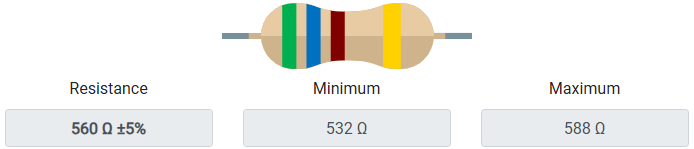 Resistance Minimum Maximum
560 Ω ±5% 532 Ω 588 Ω